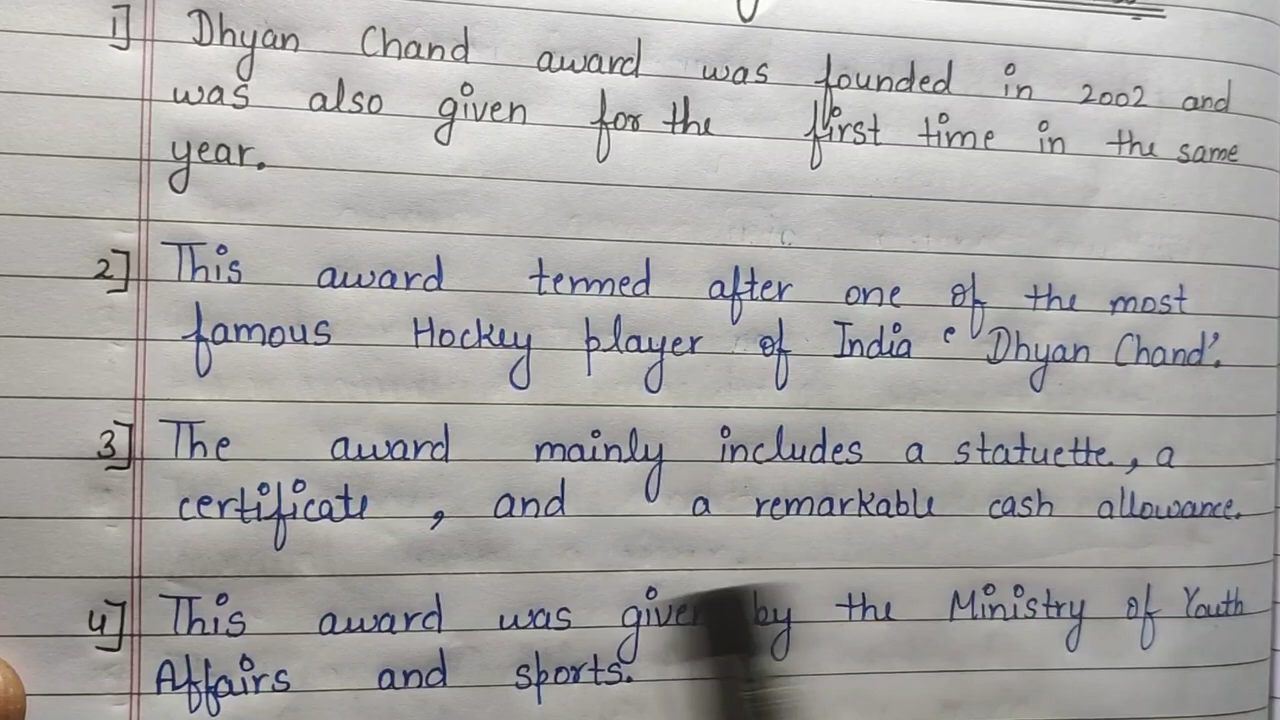 1] Dhyan Chand award was founded in 2002 and
was also given for the first time in the same
year.
2] This award termed after one of the most
famous Hockey player of India 'Dhyan Chand'.
3] The award mainly includes a statuette, a
certificate, and a remarkable cash allowance.
4] This award was given by the Ministry of Youth
Affairs and sports.